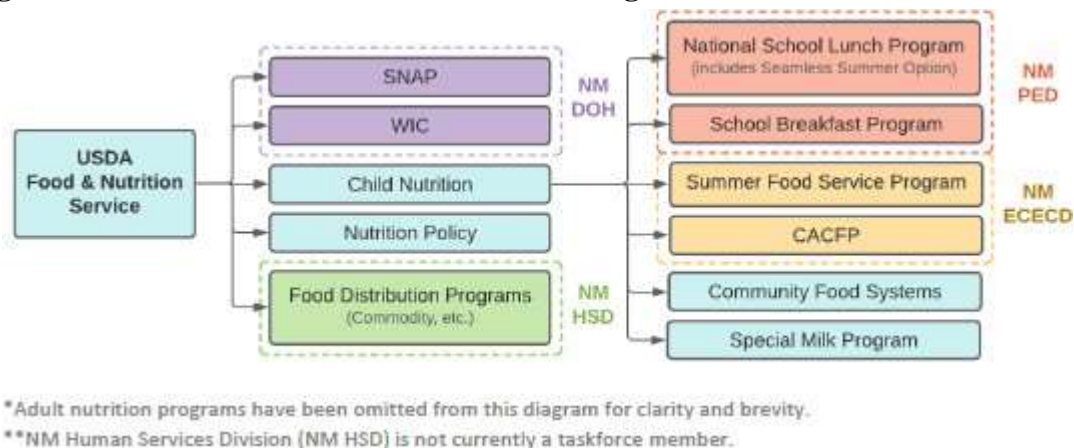 USDA
Food & Nutrition
Service
SNAP
WIC
NM
DOH
Child Nutrition
Nutrition Policy
Food Distribution Programs
(Commodity, etc.)
NM
HSD
National School Lunch Program
(includes Seamless Summer Option)
School Breakfast Program
NM
PED
Summer Food Service Program
CACFP
NM
ECECD
Community Food Systems
Special Milk Program
*Adult nutrition programs have been omitted from this diagram for clarity and brevity.
**NM Human Services Division (NM HSD) is not currently a taskforce member.